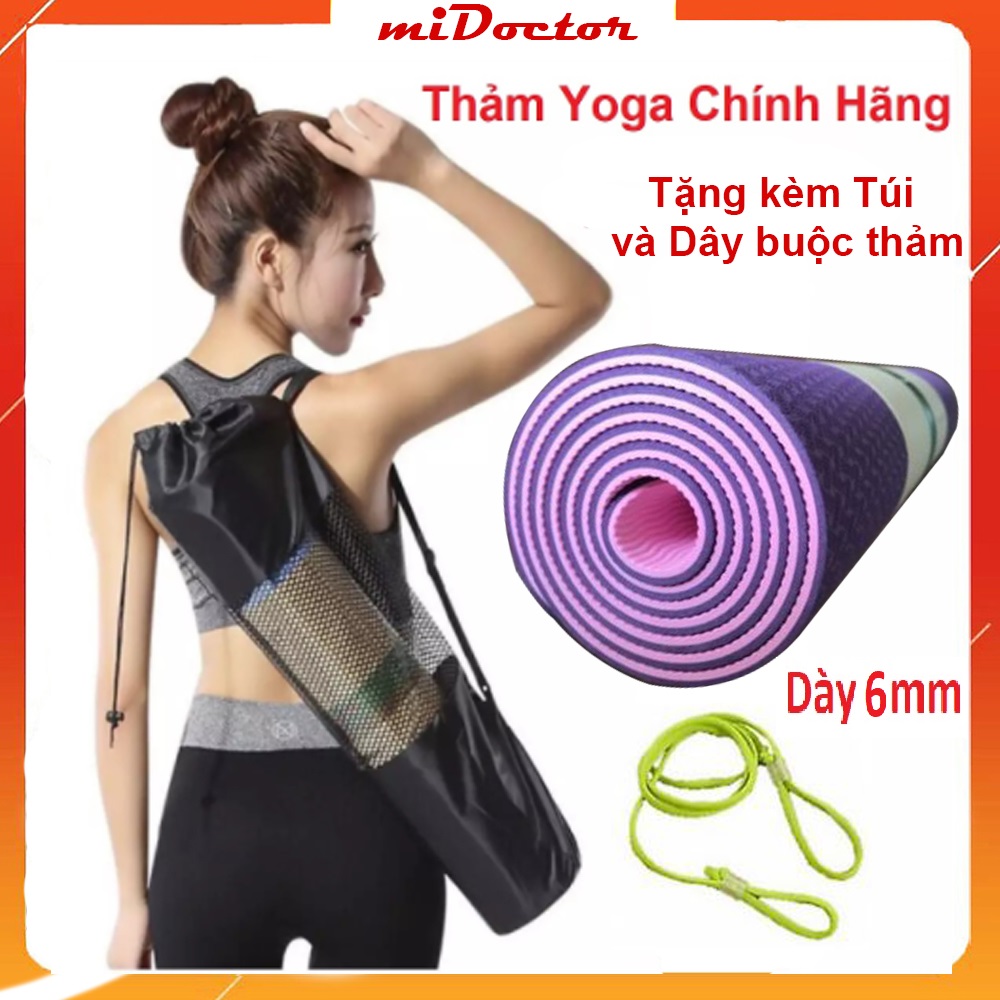 miDoctor
Thảm Yoga Chính Hãng
Tặng kèm Túi
và Dây buộc thảm
Dày 6mm